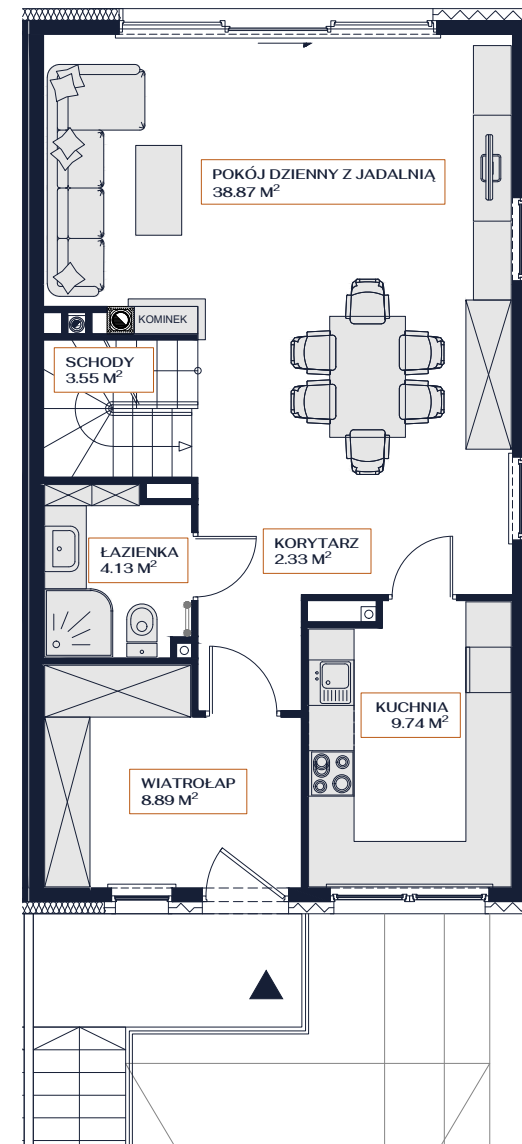 POKÓJ DZIENNY Z JADALNIĄ
38.87 M²
KOMINEK
SCHODY
3.55 M²
ŁAZIENKA
4.13 M²
KORYTARZ
2.33 M²
KUCHNIA
9.74 M²
WIATROŁAP
8.89 M²